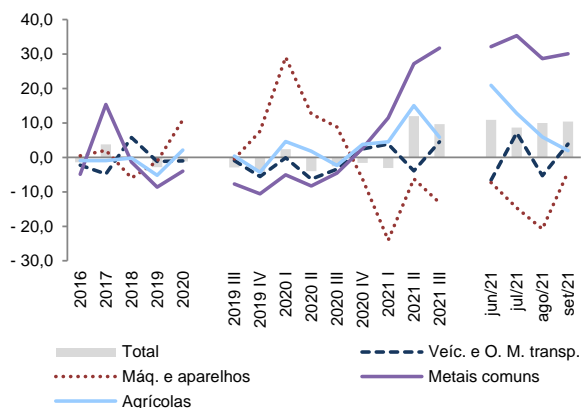 40,0
30,0
20,0
10,0
0,0
- 10,0
- 20,0
- 30,0
2016
2017
2018
2019
2020
2019 III
2019 IV
2020 I
2020 II
2020 III
2020 IV
2021 I
2021 II
2021 III
jun/21
jul/21
ago/21
set/21
Total
Veíc. e O. M. transp.
Máq. e aparelhos
Metais comuns
Agrícolas